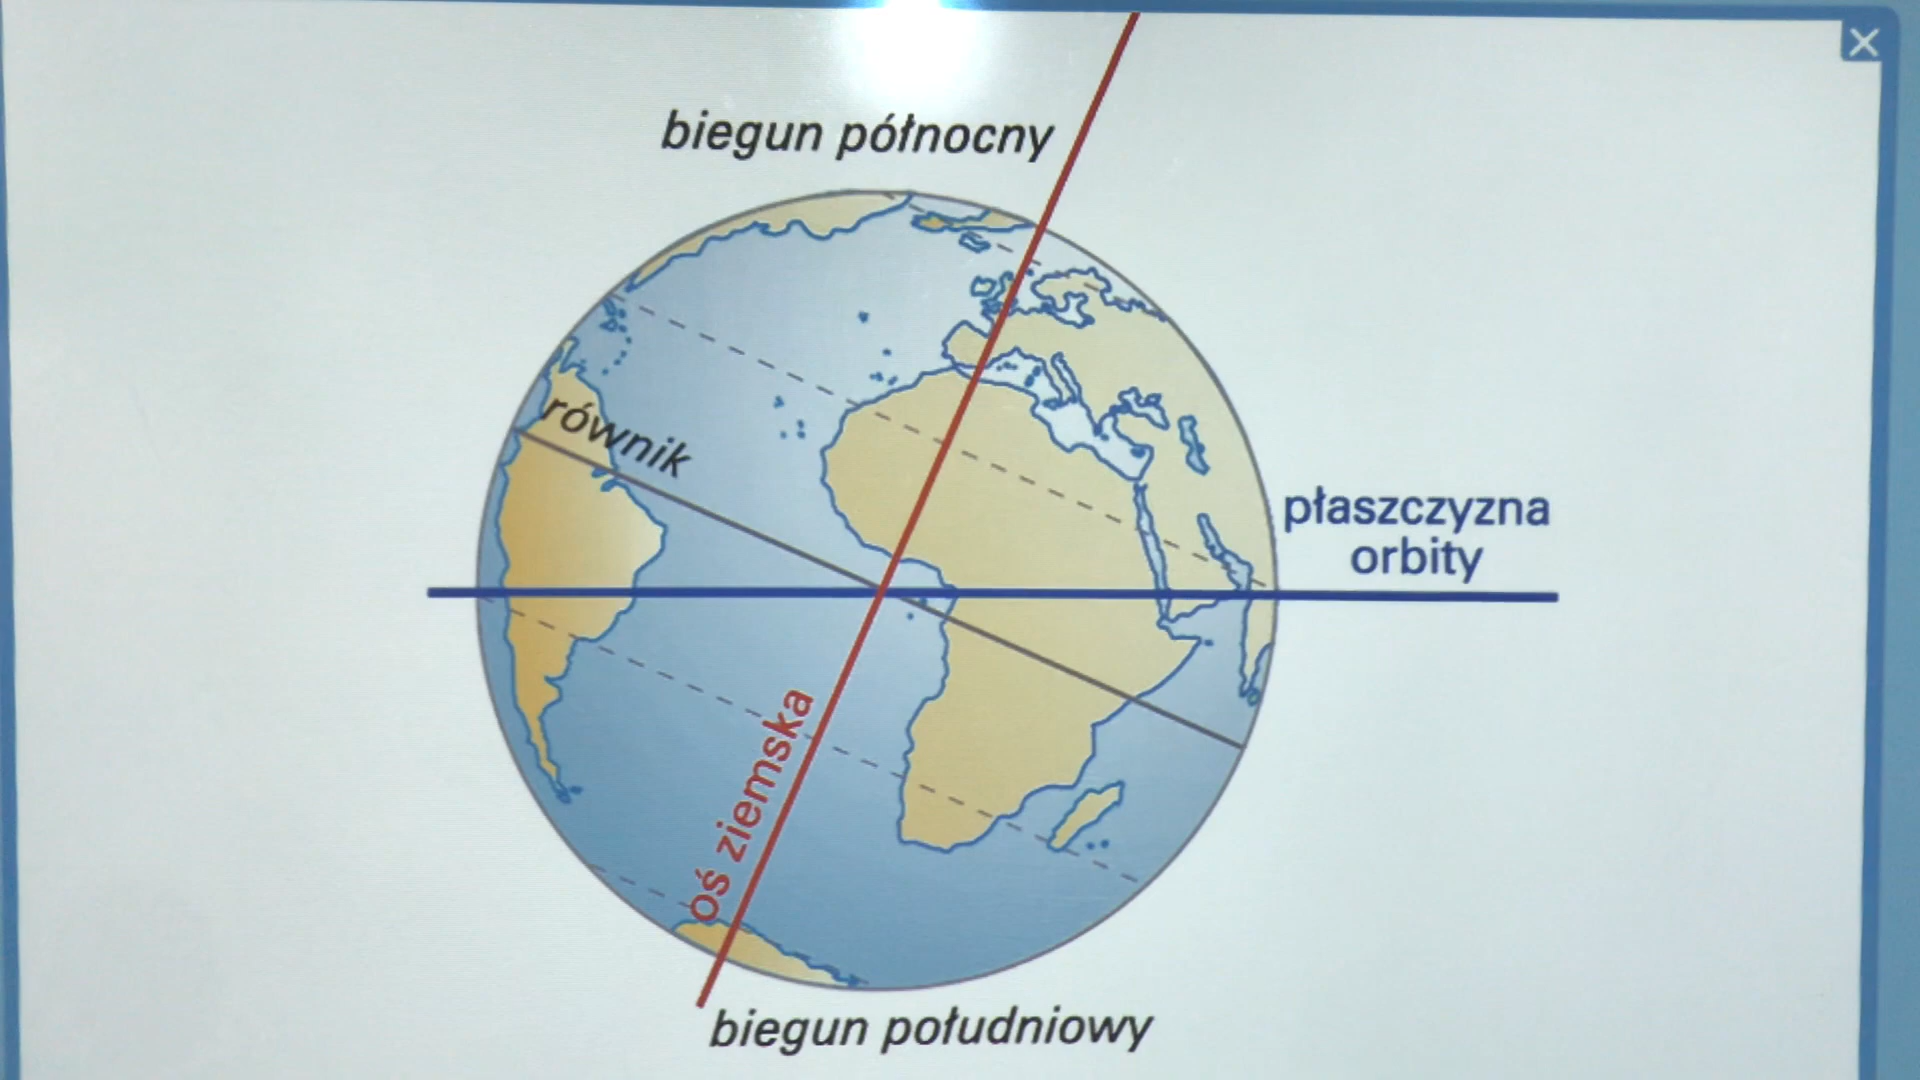 biegun północny
równik
płaszczyzna
orbity
oś ziemska
biegun południowy